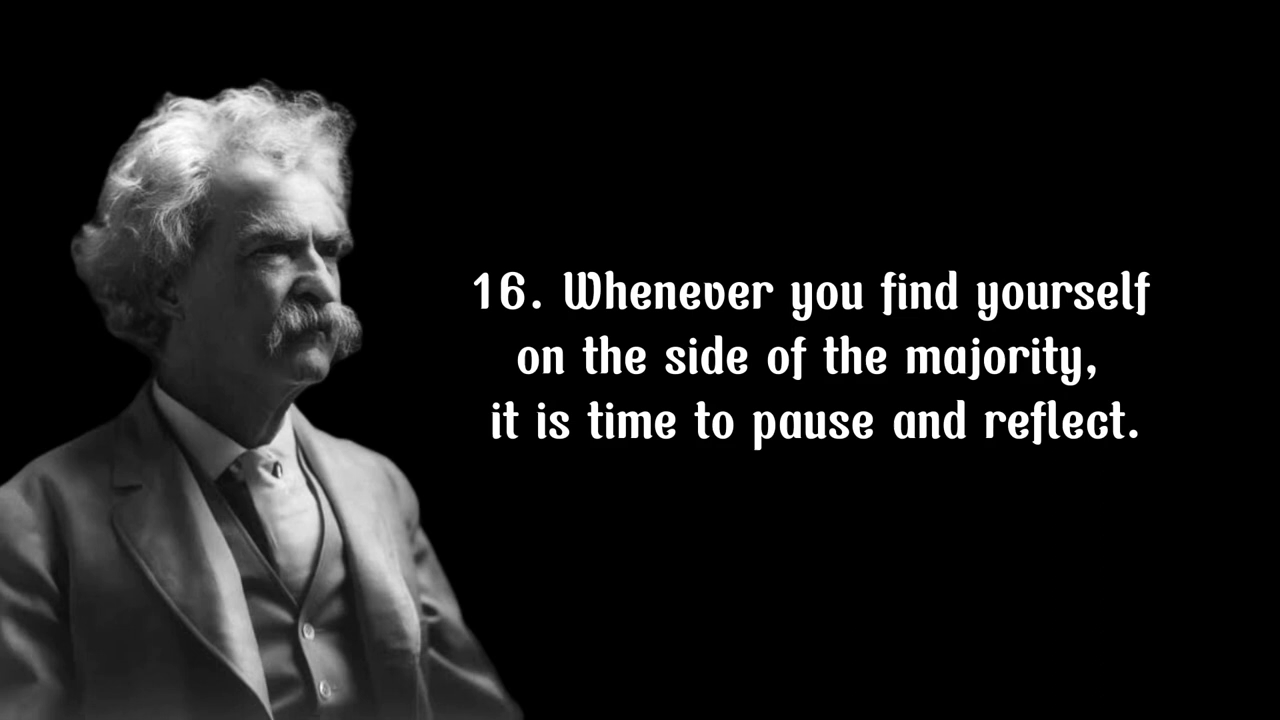 16. Whenever you find yourself
on the side of the majority,
it is time to pause and reflect.